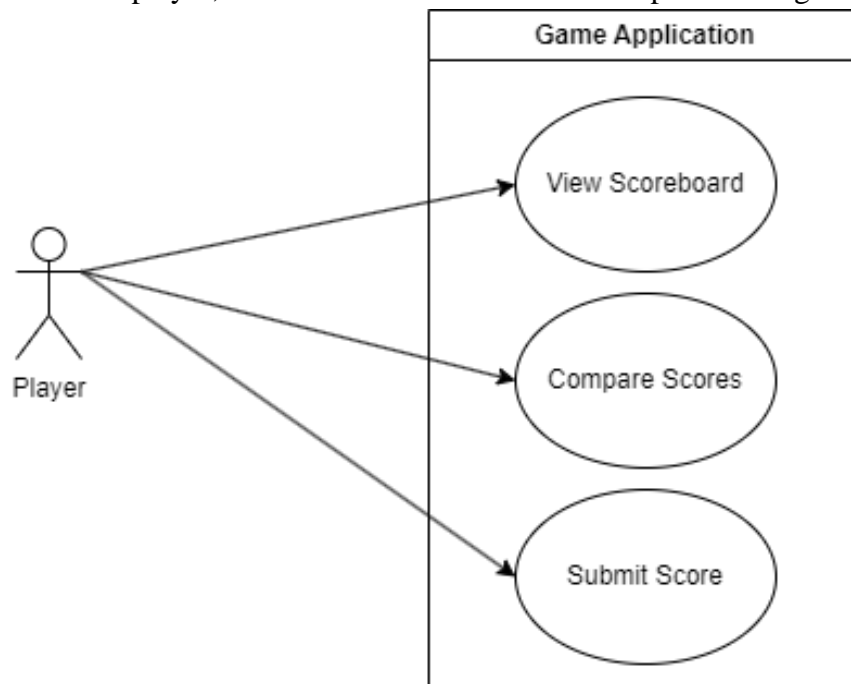 Game Application
View Scoreboard
Player
Compare Scores
Submit Score